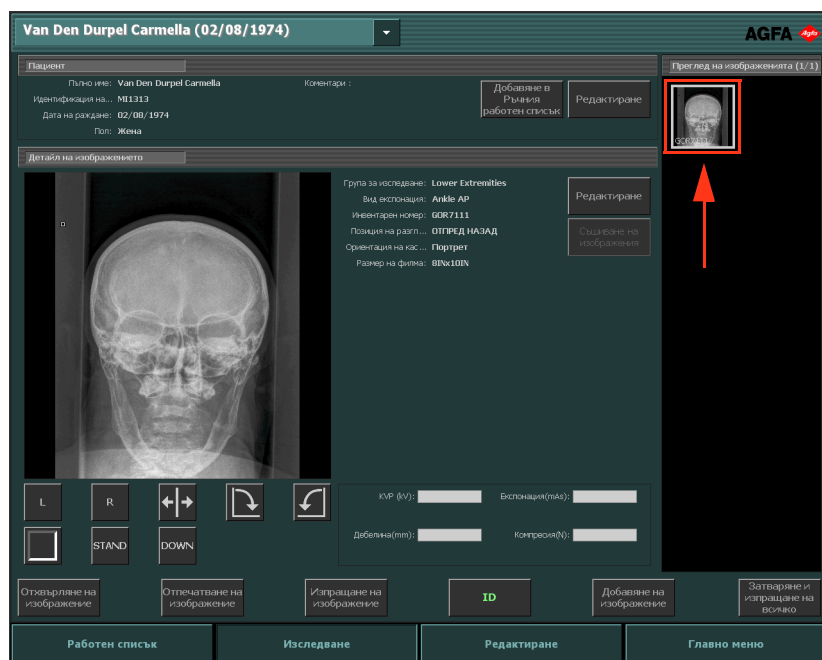 Van Den Durpel Carmella (02/08/1974)
AGFA
Agfa
Пациент
Преглед на изображенията (1/1)
Пълно име: Van Den Durpel Carmella
Коментари :
Идентификация на... MI1313
Дата на раждане: 02/08/1974
Пол: Жена
Добавяне в
Ръчния
работен списък
Редактиране
GOR7111
Детайл на изображението
Група за изследване: Lower Extremities
Вид експонация: Ankle AP
Инвентарен номер: GOR7111
Позиция на разгл... ОТПРЕД НАЗАД
Ориентация на кас... Портрет
Размер на филма: 8INx10IN
Редактиране
Съшиване на
изображения
L
R
STAND
DOWN
KVP (kV):
Експонация(mAs):
Дебелина(mm):
Компресия(N):
Отхвърляне на
изображение
Отпечатване на
изображение
Изпращане на
изображение
ID
Добавяне на
изображение
Затваряне и
изпращане на
всичко
Работен списък
Изследване
Редактиране
Главно меню